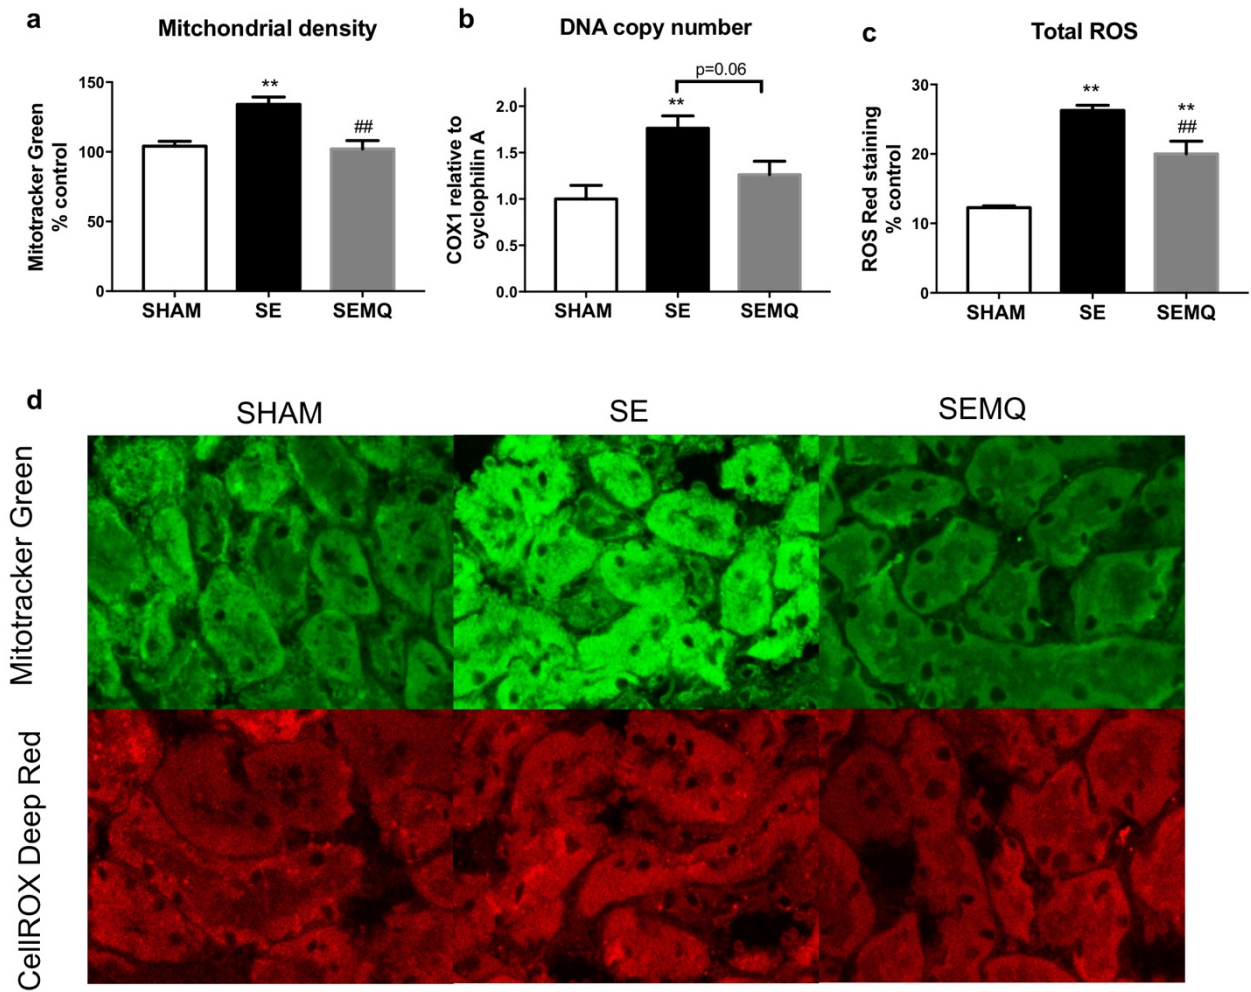 a
Mitchondrial density
Mitotracker Green
% control
150
100
50
0
**
##
SHAM SE SEMQ
b
DNA copy number
COX1 relative to
cyclophilin A
2.0
1.5
1.0
0.5
0.0
p=0.06
**
SHAM SE SEMQ
c
Total ROS
ROS Red staining
% control
30
20
10
0
**
**
##
SHAM SE SEMQ
d
SHAM SE SEMQ
Mitotracker Green
CellROX Deep Red